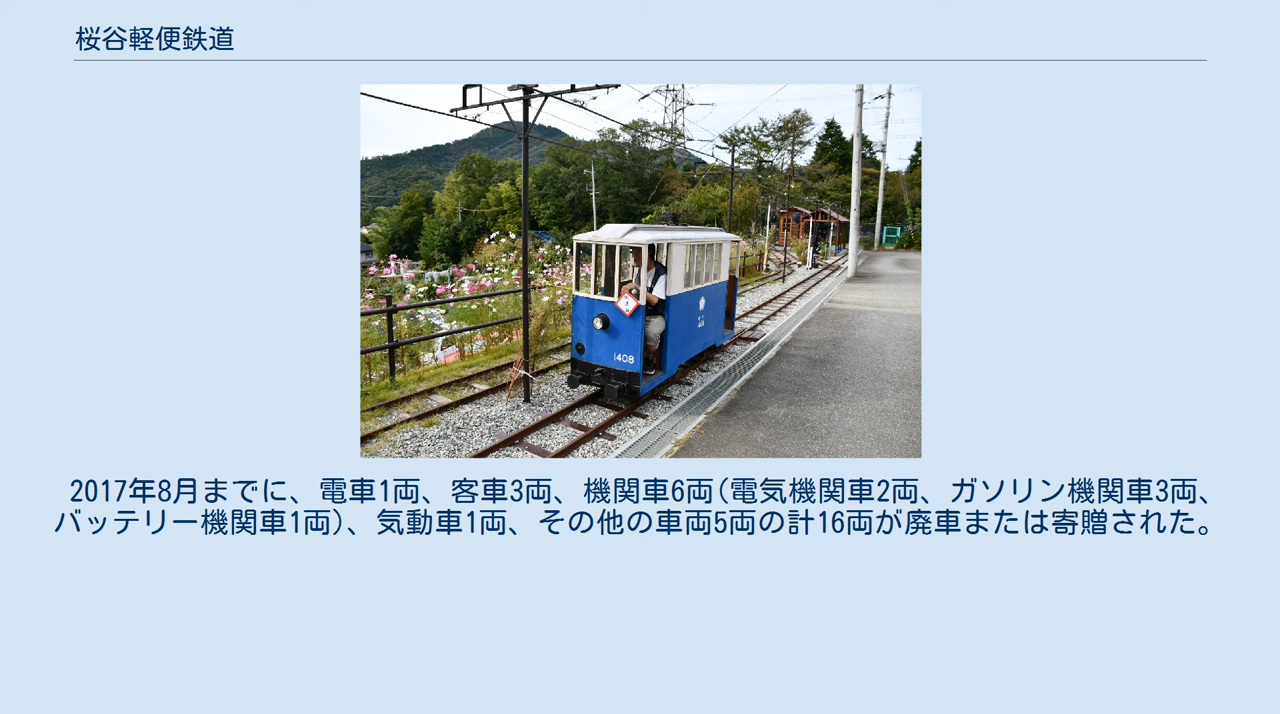 桜谷軽便鉄道
1408
2017年8月までに、電車1両、客車3両、機関車6両(電気機関車2両、ガソリン機関車3両、
バッテリー機関車1両)、気動車1両、その他の車両5両の計16両が廃車または寄贈された。